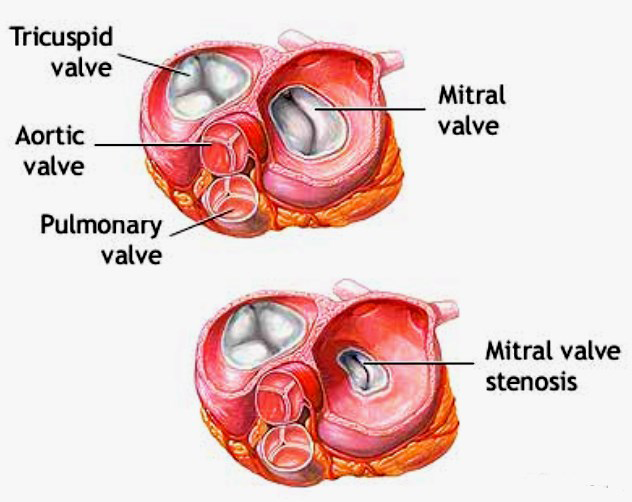 Tricuspid
valve
Mitral
valve
Aortic
valve
Pulmonary
valve
Mitral valve
stenosis